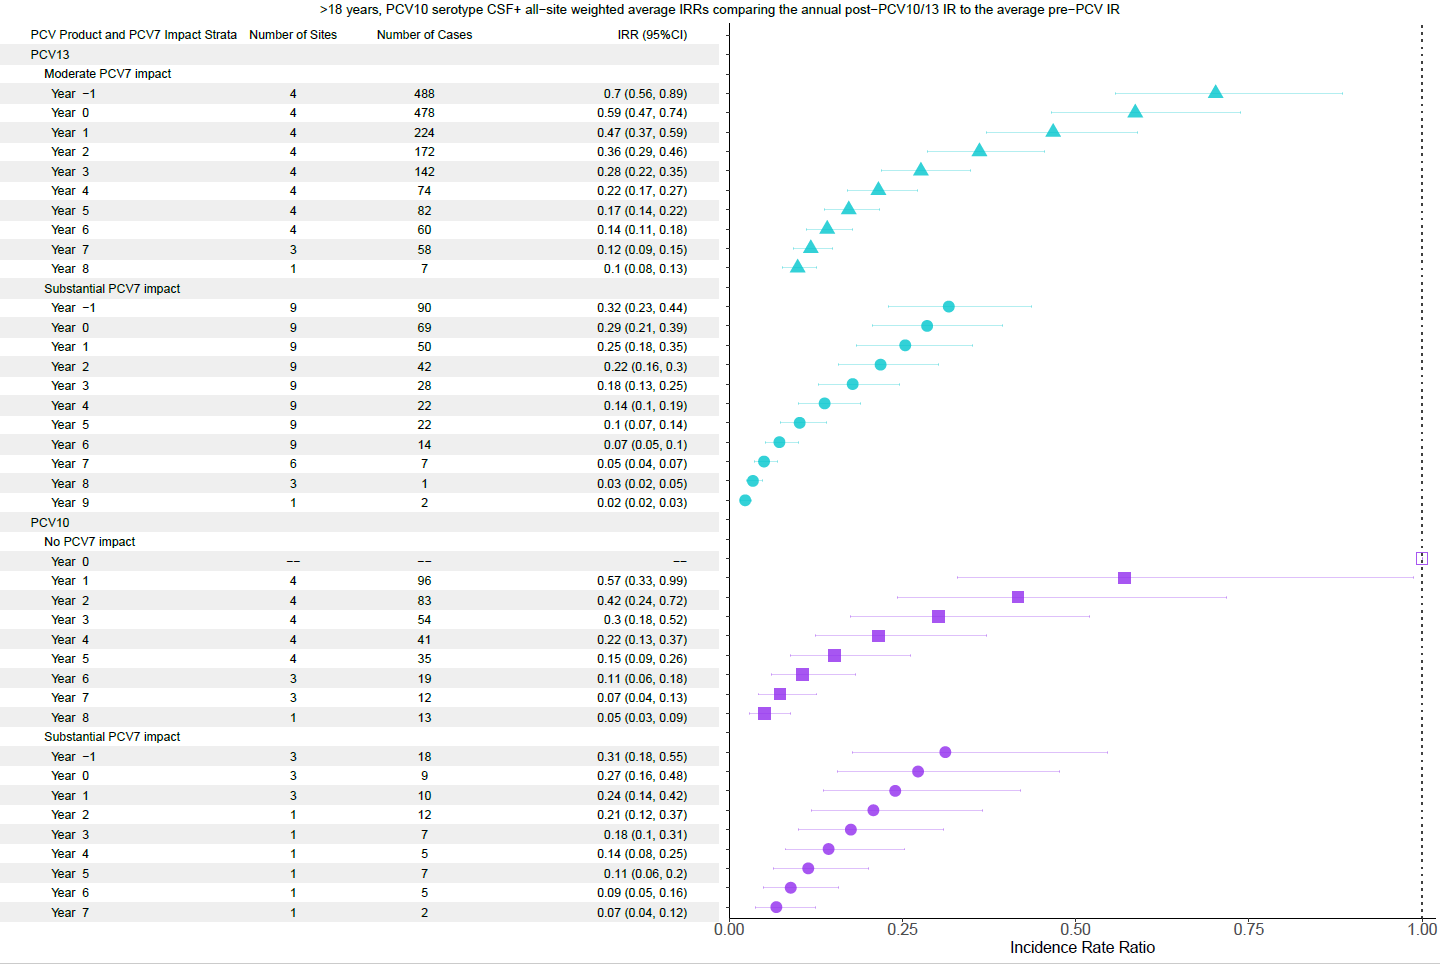 >18 years, PCV10 serotype CSF+ all−site weighted average IRRs comparing the annual post−PCV10/13 IR to the average pre−PCV IR
PCV Product and PCV7 Impact Strata Number of Sites Number of Cases IRR (95%CI)
PCV13
Moderate PCV7 impact
Year −1 4 488 0.7 (0.56, 0.89)
Year 0 4 478 0.59 (0.47, 0.74)
Year 1 4 224 0.47 (0.37, 0.59)
Year 2 4 172 0.36 (0.29, 0.46)
Year 3 4 142 0.28 (0.22, 0.35)
Year 4 4 74 0.22 (0.17, 0.27)
Year 5 4 82 0.17 (0.14, 0.22)
Year 6 4 60 0.14 (0.11, 0.18)
Year 7 3 58 0.12 (0.09, 0.15)
Year 8 1 7 0.1 (0.08, 0.13)
Substantial PCV7 impact
Year −1 9 90 0.32 (0.23, 0.44)
Year 0 9 69 0.29 (0.21, 0.39)
Year 1 9 50 0.25 (0.18, 0.35)
Year 2 9 42 0.22 (0.16, 0.3)
Year 3 9 28 0.18 (0.13, 0.25)
Year 4 9 22 0.14 (0.1, 0.19)
Year 5 9 22 0.1 (0.07, 0.14)
Year 6 9 14 0.07 (0.05, 0.1)
Year 7 6 7 0.05 (0.04, 0.07)
Year 8 3 1 0.03 (0.02, 0.05)
Year 9 1 2 0.02 (0.02, 0.03)
PCV10
No PCV7 impact
Year 0 −− −− −−
Year 1 4 96 0.57 (0.33, 0.99)
Year 2 4 83 0.42 (0.24, 0.72)
Year 3 4 54 0.3 (0.18, 0.52)
Year 4 4 41 0.22 (0.13, 0.37)
Year 5 4 35 0.15 (0.09, 0.26)
Year 6 3 19 0.11 (0.06, 0.18)
Year 7 3 12 0.07 (0.04, 0.13)
Year 8 1 13 0.05 (0.03, 0.09)
Substantial PCV7 impact
Year −1 3 18 0.31 (0.18, 0.55)
Year 0 3 9 0.27 (0.16, 0.48)
Year 1 3 10 0.24 (0.14, 0.42)
Year 2 1 12 0.21 (0.12, 0.37)
Year 3 1 7 0.18 (0.1, 0.31)
Year 4 1 5 0.14 (0.08, 0.25)
Year 5 1 7 0.11 (0.06, 0.2)
Year 6 1 5 0.09 (0.05, 0.16)
Year 7 1 2 0.07 (0.04, 0.12)
0.00 0.25 0.50 0.75 1.00
Incidence Rate Ratio